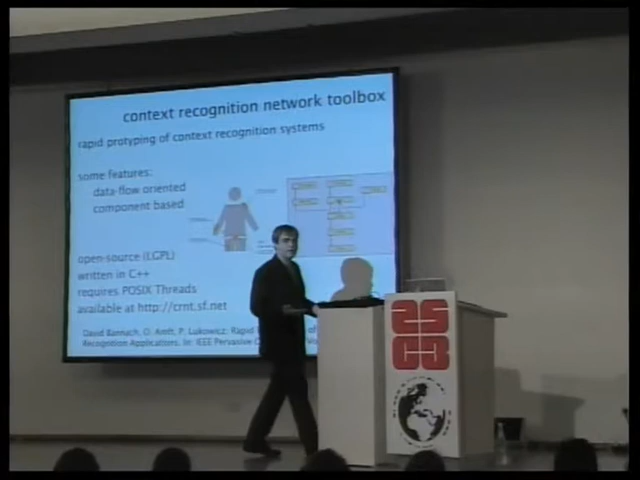 context recognition network toolbox
rapid protyping of context recognition systems
some features:
data-flow oriented
component based
open-source (LGPL)
written in C++
requires POSIX Threads
available at http://crnt.sf.net
David Bannach, O. Amft, P. Lukowicz: Rapid
Recognition Applications. In: IEEE Pervasive
25
C3